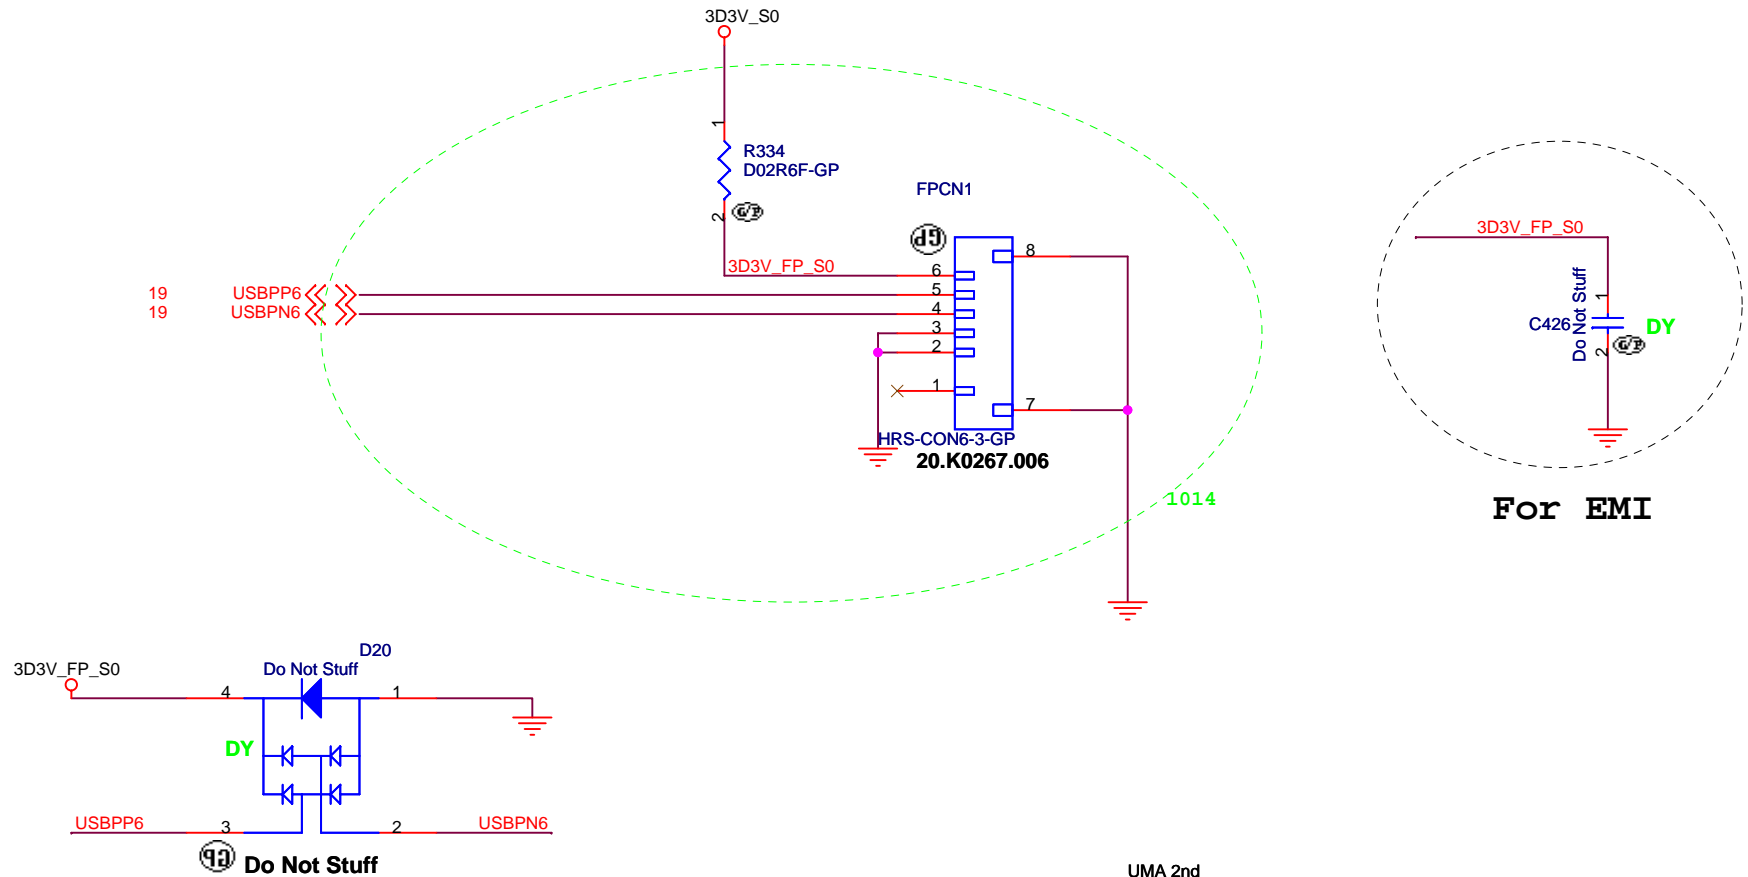 3D3V_S0
1
R334
D02R6F-GP
2
G/P
FPCN1
GP
3D3V_FP_S0
6
8
19
USBPP6
5
19
USBPN6
4
3
2
1
7
HRS-CON6-3-GP
20.K0267.006
1014
3D3V_FP_S0
1
Do Not Stuff
C426
DY
2
G/P
For EMI
D20
3D3V_FP_S0
Do Not Stuff
4
1
DY
USBPP6
3
2
USBPN6
GP
Do Not Stuff
UMA 2nd